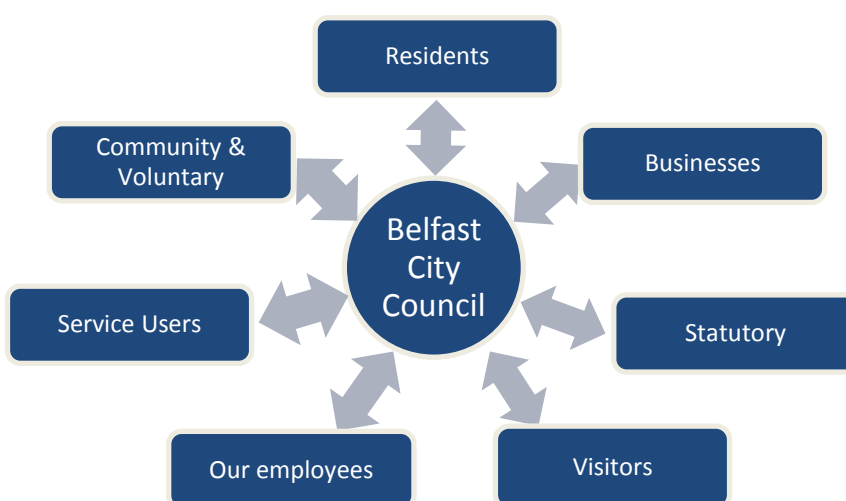 Residents
Community &
Voluntary
Businesses
Belfast
City
Council
Service Users
Statutory
Our employees
Visitors